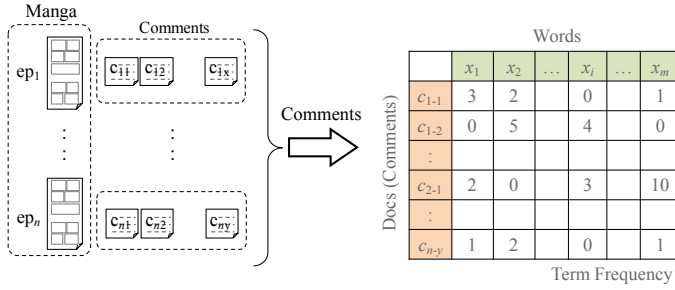 Manga
Comments
ep1
c11 c12 c1x
⋮ ⋮
epn
cn1 cn2 cny
Comments
Words
x1 x2 … xi … xm
c1-1 3 2 0 1
c1-2 0 5 4 0
:
c2-1 2 0 3 10
:
cn-y 1 2 0 1
Docs (Comments)
Term Frequency